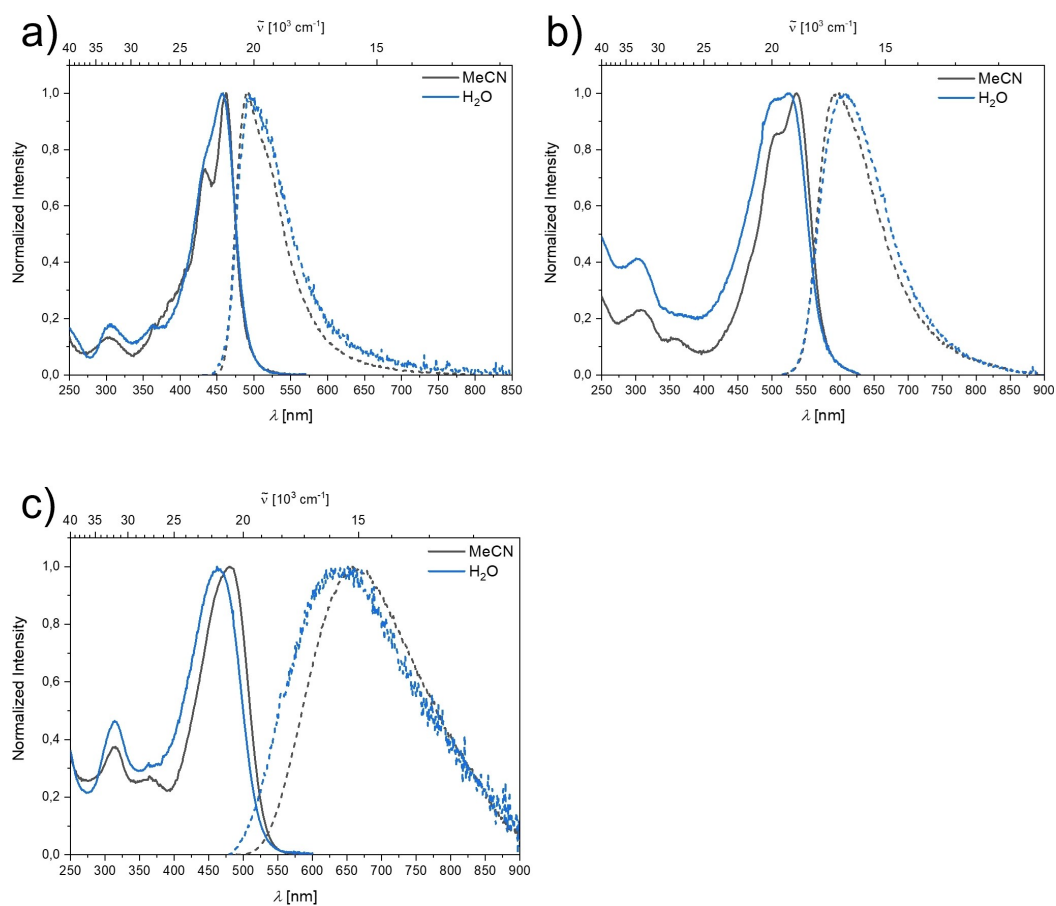 a)
ṽ [10³ cm⁻¹]
40 35 30 25 20 15
MeCN
H₂O
1,0
0,8
0,6
0,4
0,2
0,0
Normalized Intensity
250 300 350 400 450 500 550 600 650 700 750 800 850
λ [nm]
b)
ṽ [10³ cm⁻¹]
40 35 30 25 20 15
MeCN
H₂O
1,0
0,8
0,6
0,4
0,2
0,0
Normalized Intensity
250 300 350 400 450 500 550 600 650 700 750 800 850 900
λ [nm]
c)
ṽ [10³ cm⁻¹]
40 35 30 25 20 15
MeCN
H₂O
1,0
0,8
0,6
0,4
0,2
0,0
Normalized Intensity
250 300 350 400 450 500 550 600 650 700 750 800 850 900
λ [nm]